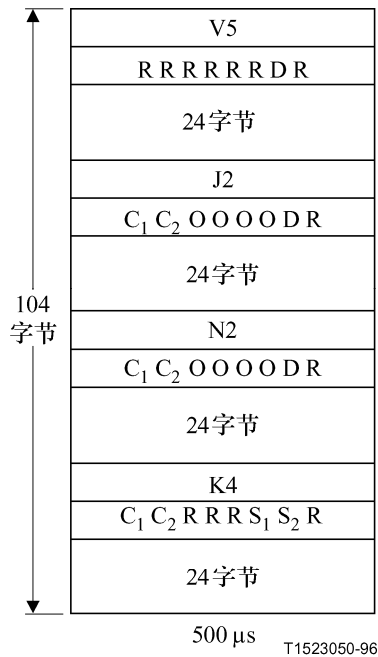 V5
R R R R R R D R
24字节
J2
C1 C2 O O O O D R
24字节
104
字节
N2
C1 C2 O O O O D R
24字节
K4
C1 C2 R R R S1 S2 R
24字节
500 μs
T1523050-96